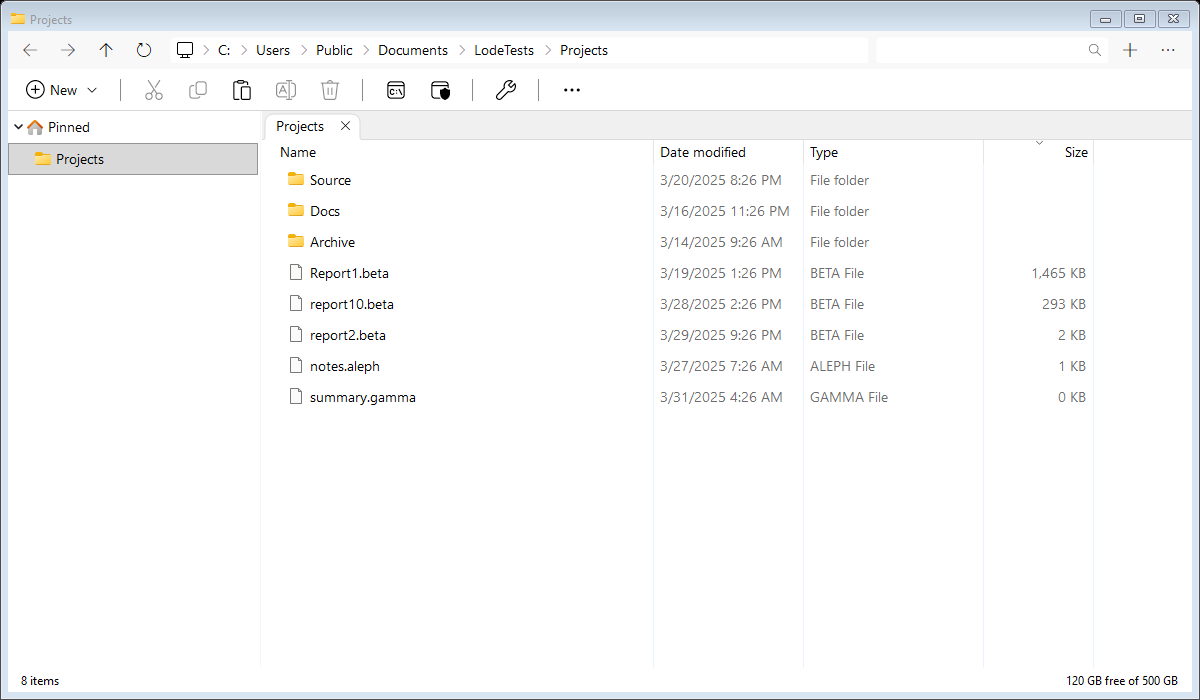 Projects
C: Users Public Documents LodeTests Projects
New
Pinned
Projects
Projects
Name Date modified Type Size
Source 3/20/2025 8:26 PM File folder
Docs 3/16/2025 11:26 PM File folder
Archive 3/14/2025 9:26 AM File folder
Report1.beta 3/19/2025 1:26 PM BETA File 1,465 KB
report10.beta 3/28/2025 2:26 PM BETA File 293 KB
report2.beta 3/29/2025 9:26 PM BETA File 2 KB
notes.aleph 3/27/2025 7:26 AM ALEPH File 1 KB
summary.gamma 3/31/2025 4:26 AM GAMMA File 0 KB
8 items 120 GB free of 500 GB